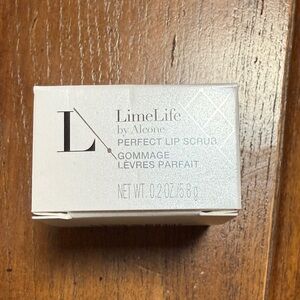 L
LimeLife
by Alcone
PERFECT LIP SCRUB
GOMMAGE
LÈVRES PARFAIT
NET WT. 0.2 OZ/5.8 g